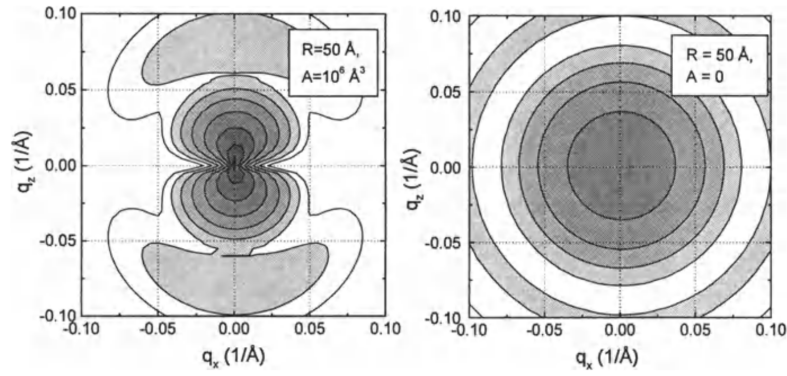 0.10
0.05
0.00
-0.05
-0.10
q_z (1/Å)
R=50 Å,
A=10⁶ Å³
-0.10 -0.05 0.00 0.05 0.10
q_x (1/Å)
0.10
0.05
0.00
-0.05
-0.10
q_z (1/Å)
R = 50 Å,
A = 0
-0.10 -0.05 0.00 0.05 0.10
q_x (1/Å)